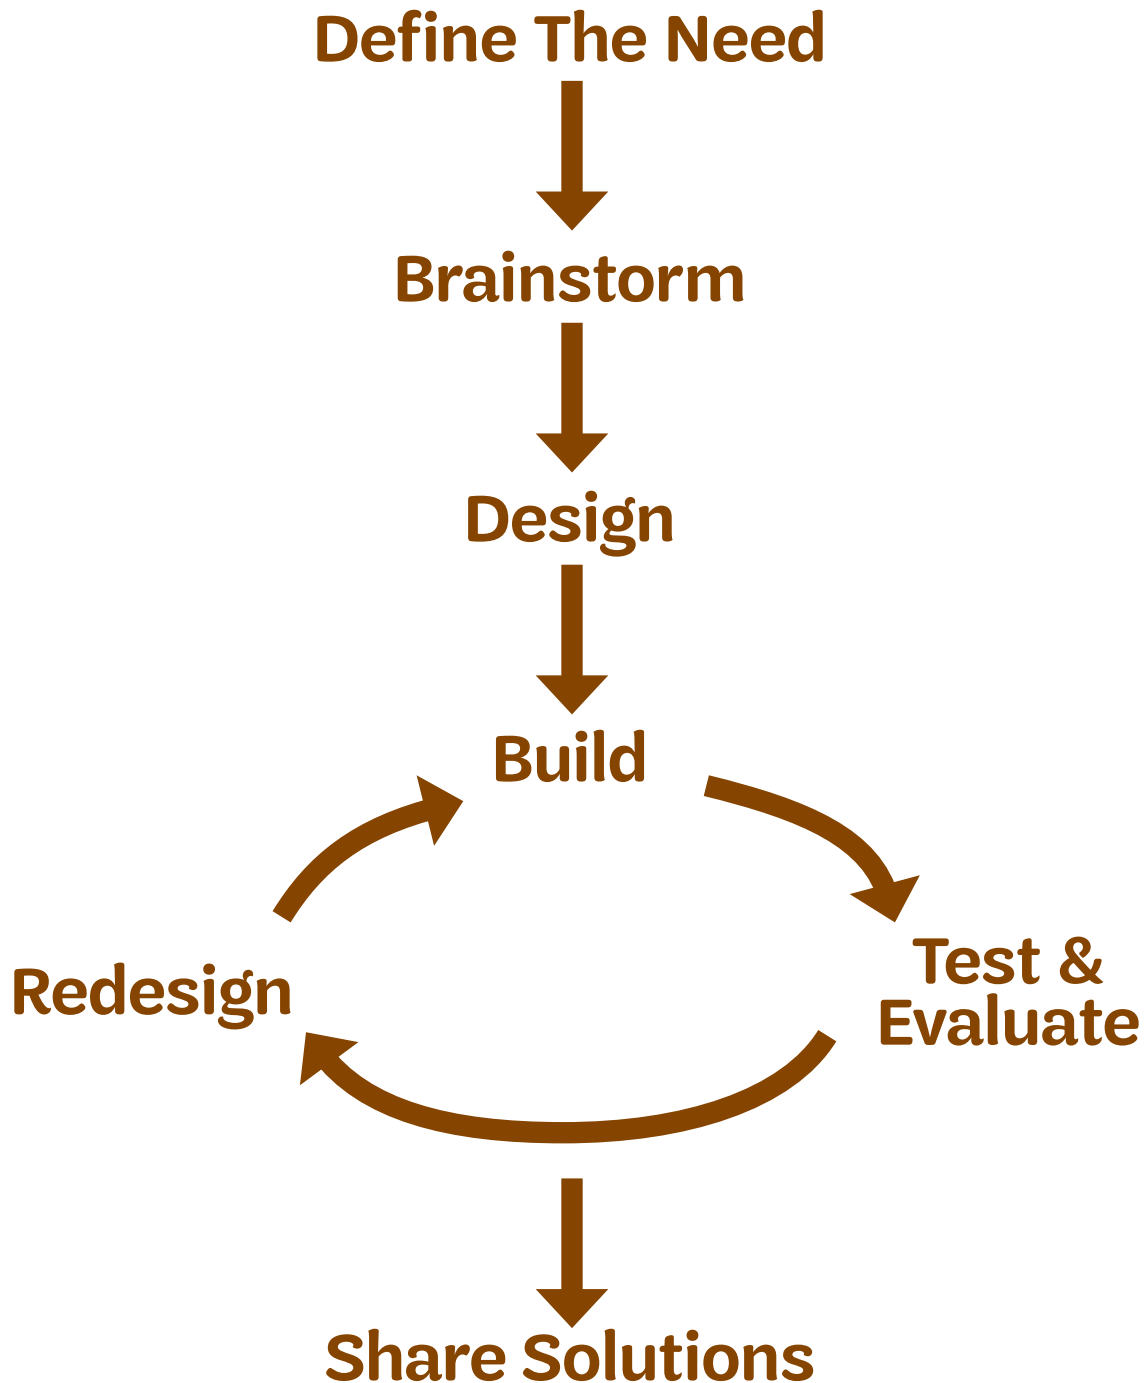 Define The Need
Brainstorm
Design
Build
Test &
Evaluate
Redesign
Share Solutions